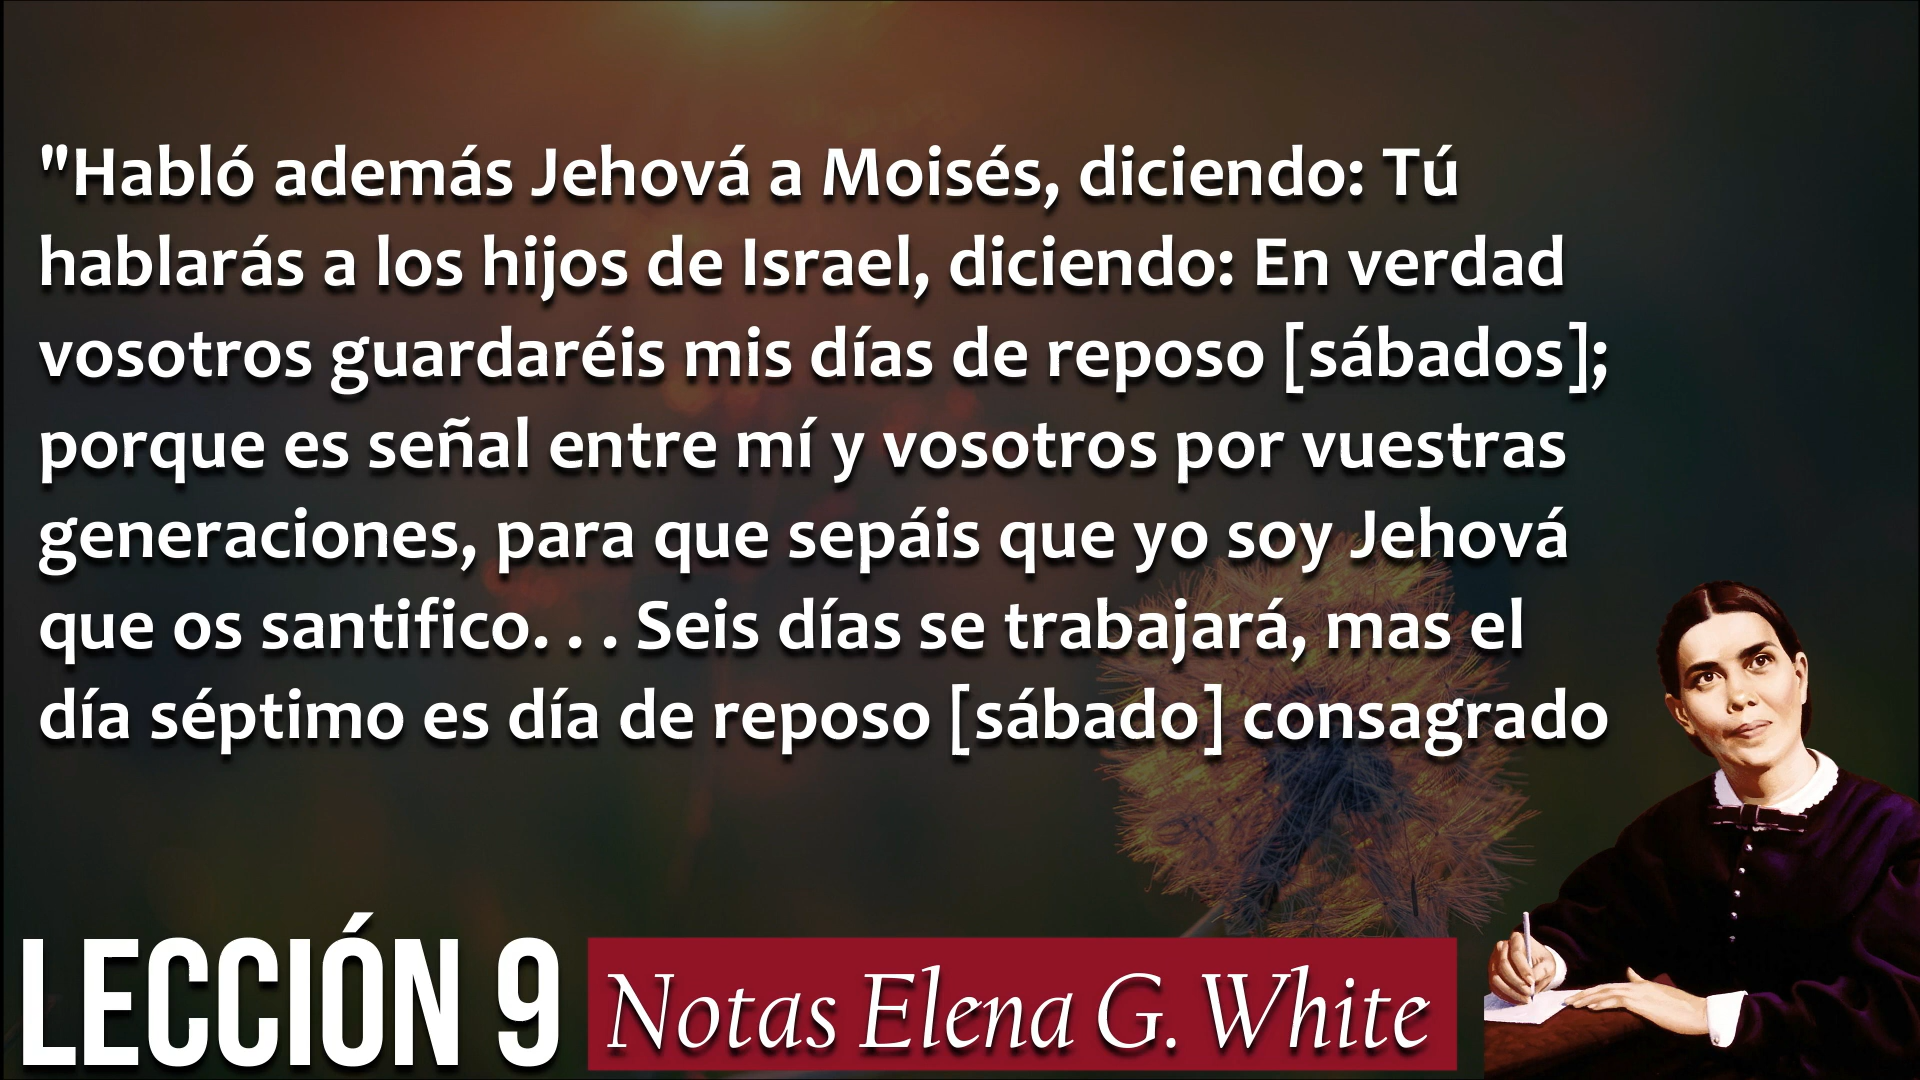 "Habló además Jehová a Moisés, diciendo: Tú
hablarás a los hijos de Israel, diciendo: En verdad
vosotros guardaréis mis días de reposo [sábados];
porque es señal entre mí y vosotros por vuestras
generaciones, para que sepáis que yo soy Jehová
que os santifico. . . Seis días se trabajará, mas el
día séptimo es día de reposo [sábado] consagrado
LECCIÓN 9
Notas Elena G. White